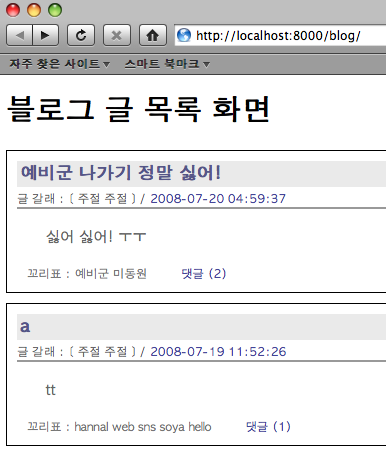 http://localhost:8000/blog/
자주 찾은 사이트▾ 스마트 북마크▾
블로그 글 목록 화면
예비군 나가기 정말 싫어!
글 갈래 : [ 주절 주절 ] / 2008-07-20 04:59:37
싫어 싫어! ㅜㅜ
꼬리표 : 예비군 미동원 댓글 (2)
a
글 갈래 : [ 주절 주절 ] / 2008-07-19 11:52:26
tt
꼬리표 : hannal web sns soya hello 댓글 (1)